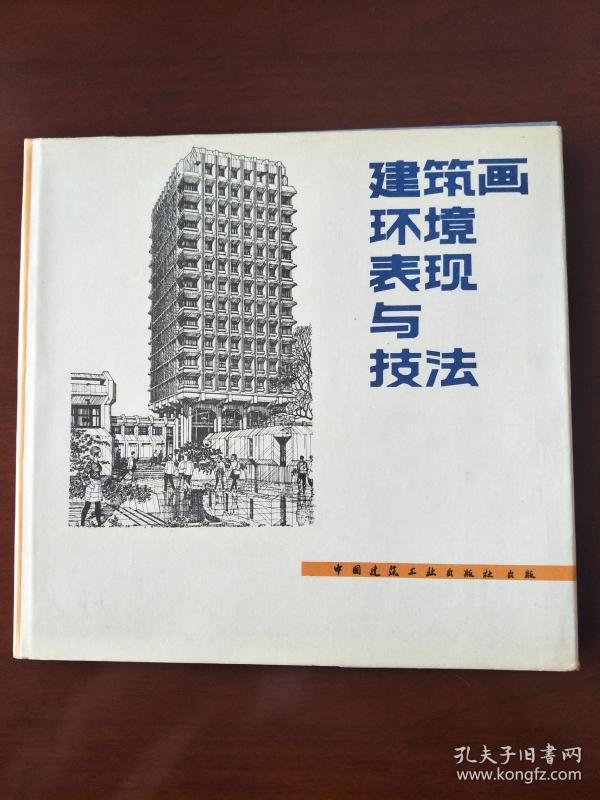 建筑画
环境
表现
与
技法
中国建筑工业出版社出版
孔夫子旧书网
www.kongfz.com